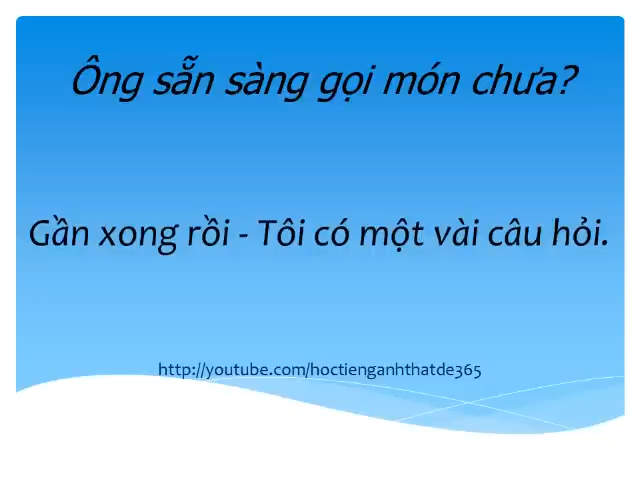 Ông sẵn sàng gọi món chưa?
Gần xong rồi - Tôi có một vài câu hỏi.
http://youtube.com/hoctienganhthatde365